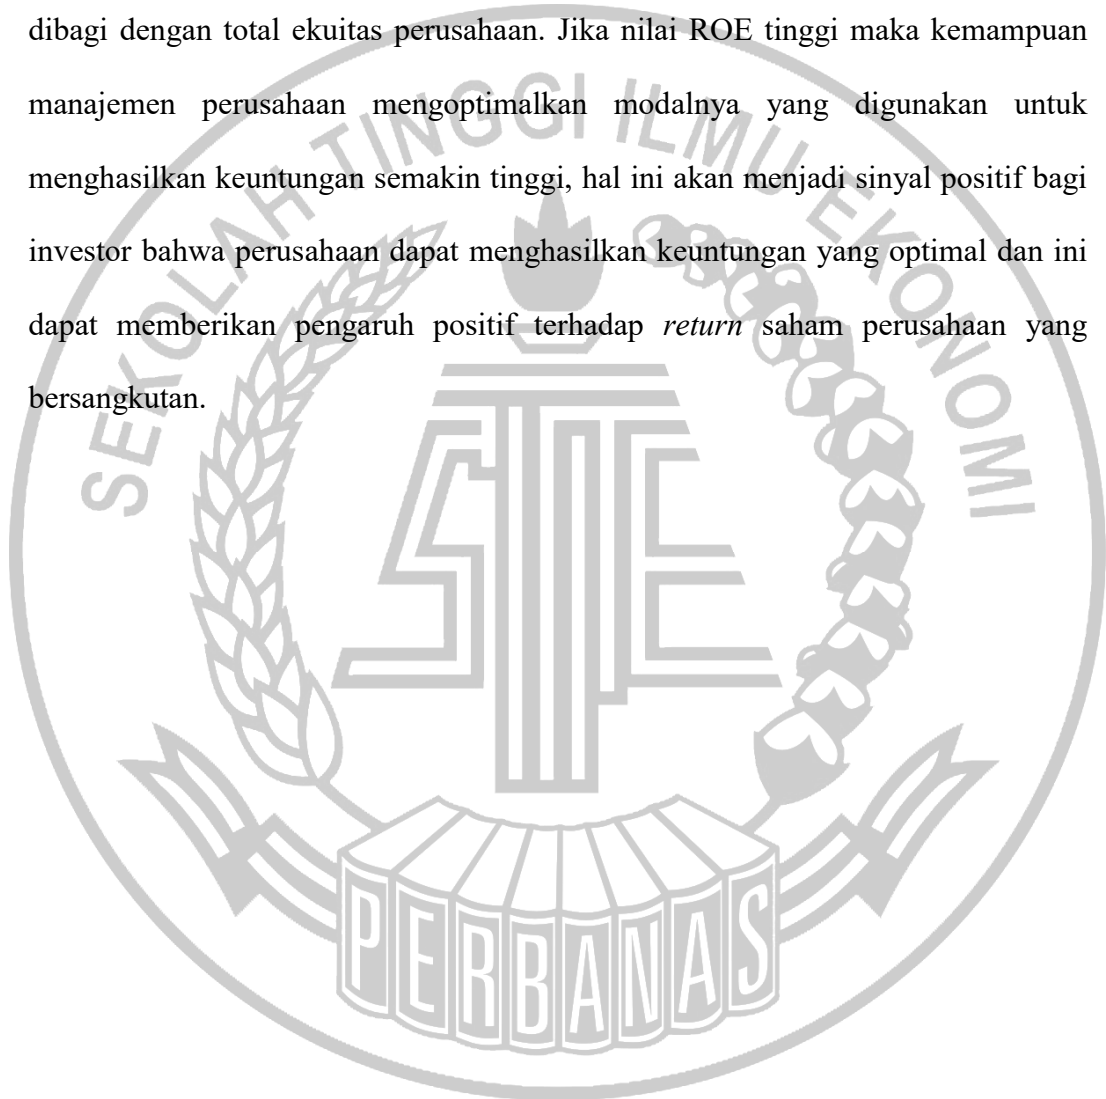 dibagi dengan total ekuitas perusahaan. Jika nilai ROE tinggi maka kemampuan
manajemen perusahaan mengoptimalkan modalnya yang digunakan untuk
menghasilkan keuntungan semakin tinggi, hal ini akan menjadi sinyal positif bagi
investor bahwa perusahaan dapat menghasilkan keuntungan yang optimal dan ini
dapat memberikan pengaruh positif terhadap return saham perusahaan yang
bersangkutan.
SEKOLAH TINGGI ILMU EKONOMI
STIE
PERBANAS